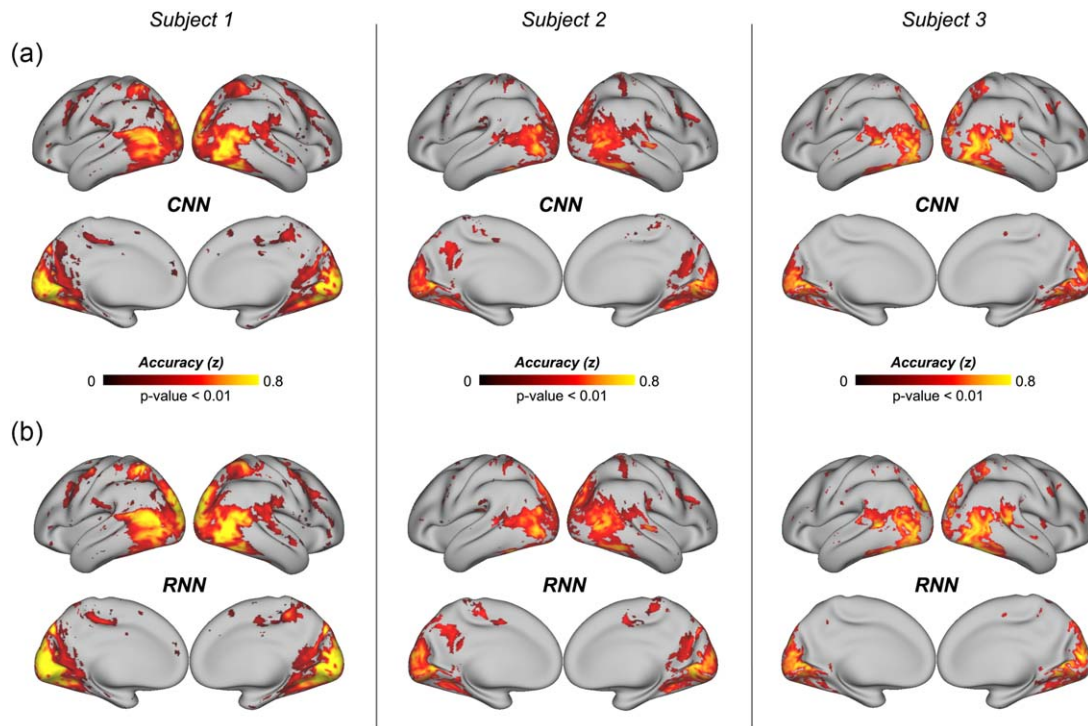 Subject 1
Subject 2
Subject 3
(a)
CNN
CNN
CNN
Accuracy (z)
0
0.8
p-value < 0.01
Accuracy (z)
0
0.8
p-value < 0.01
Accuracy (z)
0
0.8
p-value < 0.01
(b)
RNN
RNN
RNN